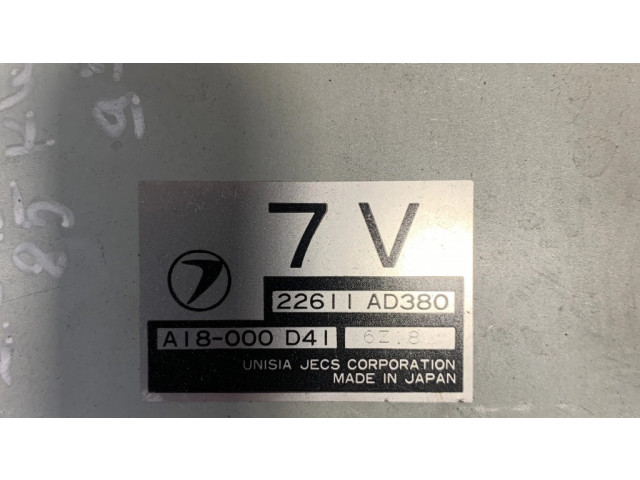 7 V
22611 AD380
A18-000 D41 6Z.8
UNISIA JECS CORPORATION
MADE IN JAPAN